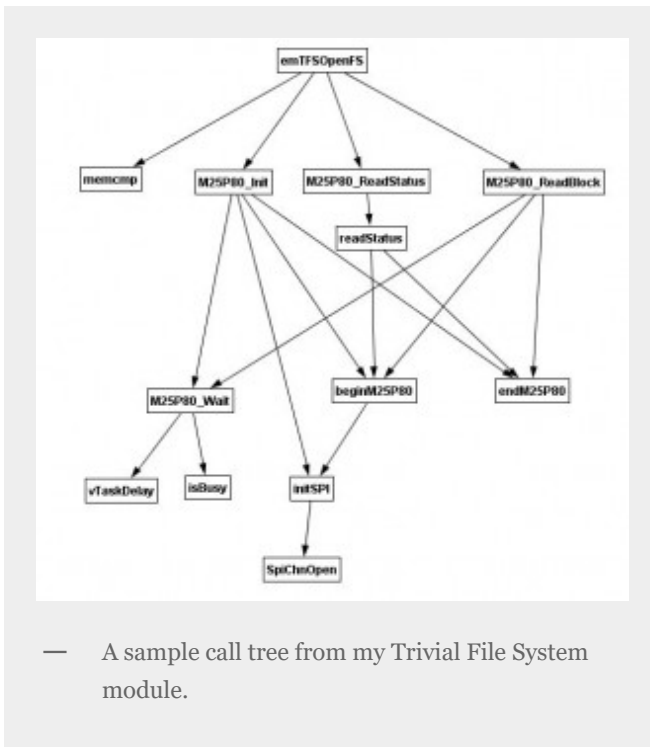 emTFSOpenFS
memcmp
M25P80_Init
M25P80_ReadStatus
M25P80_ReadBlock
readStatus
M25P80_Wait
beginM25P80
endM25P80
vTaskDelay
isBusy
initSPI
SpiChnOpen
— A sample call tree from my Trivial File System
module.